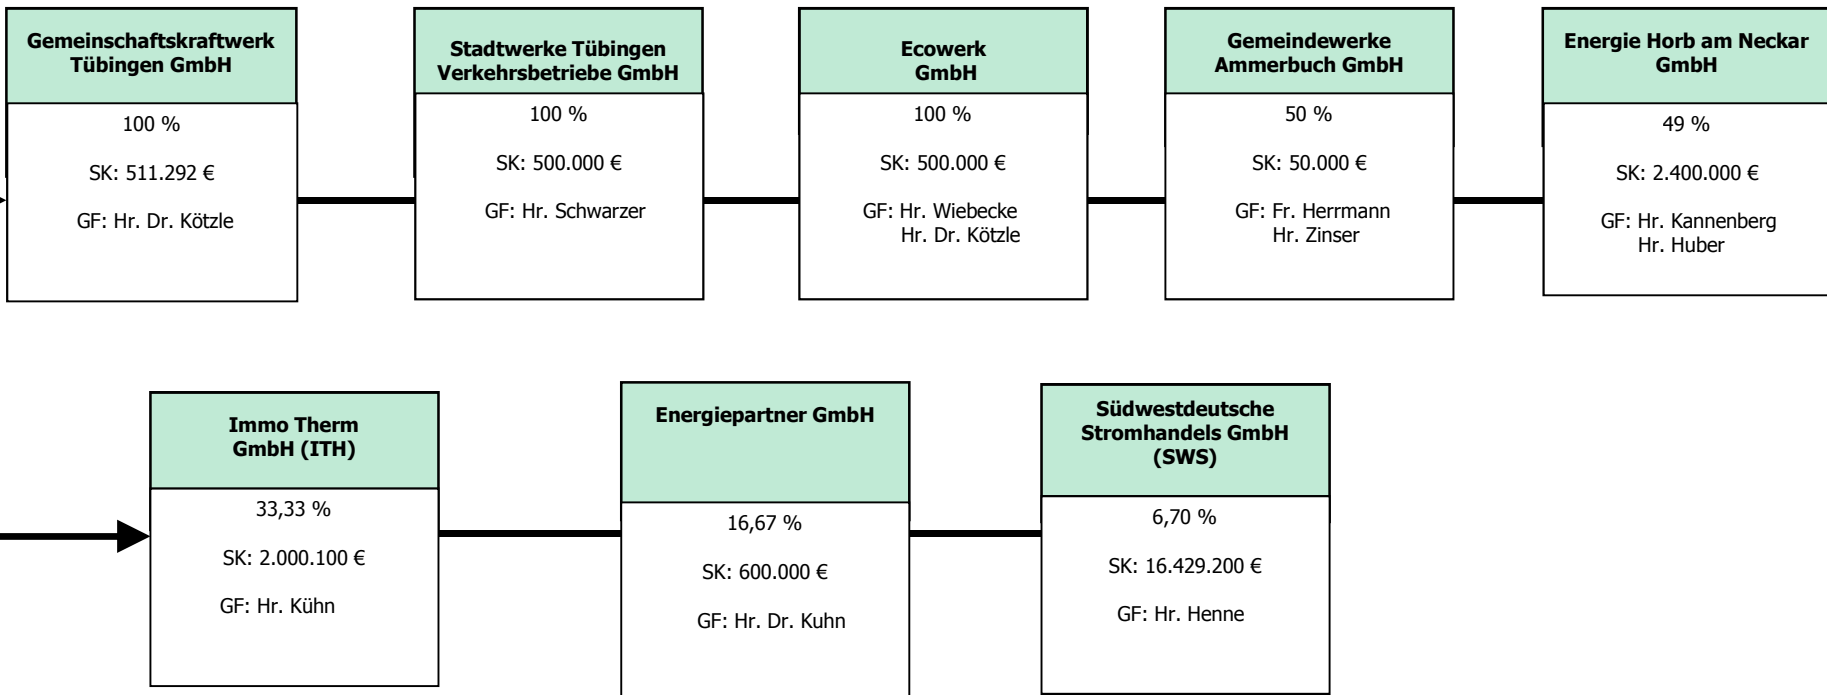 Gemeinschaftskraftwerk
Tübingen GmbH
100 %
SK: 511.292 €
GF: Hr. Dr. Kötzle
Stadtwerke Tübingen
Verkehrsbetriebe GmbH
100 %
SK: 500.000 €
GF: Hr. Schwarzer
Ecowerk
GmbH
100 %
SK: 500.000 €
GF: Hr. Wiebecke
Hr. Dr. Kötzle
Gemeindewerke
Ammerbuch GmbH
50 %
SK: 50.000 €
GF: Fr. Herrmann
Hr. Zinser
Energie Horb am Neckar
GmbH
49 %
SK: 2.400.000 €
GF: Hr. Kannenberg
Hr. Huber
Immo Therm
GmbH (ITH)
33,33 %
SK: 2.000.100 €
GF: Hr. Kühn
Energiepartner GmbH
16,67 %
SK: 600.000 €
GF: Hr. Dr. Kuhn
Südwestdeutsche
Stromhandels GmbH
(SWS)
6,70 %
SK: 16.429.200 €
GF: Hr. Henne